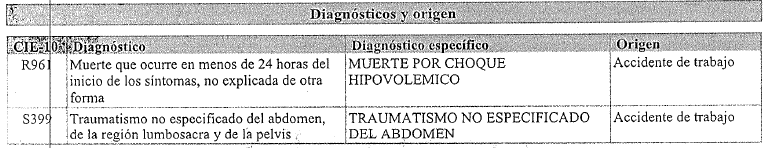 Diagnósticos y origen
CIE-10 Diagnóstico Diagnóstico específico Origen
R961 Muerte que ocurre en menos de 24 horas del MUERTE POR CHOQUE Accidente de trabajo
inicio de los síntomas, no explicada de otra HIPOVOLEMICO
forma
S399 Traumatismo no especificado del abdomen, TRAUMATISMO NO ESPECIFICADO Accidente de trabajo
de la región lumbosacra y de la pelvis DEL ABDOMEN